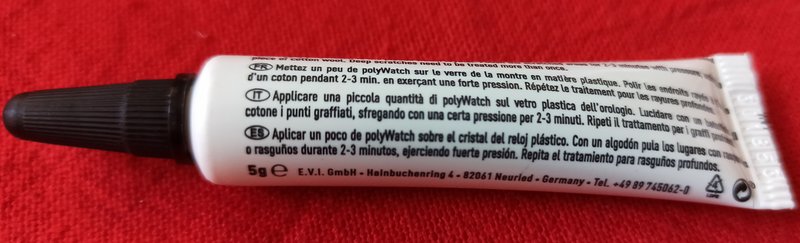 piece of cotton wool. Deep scratches need to be treated more than once.
FR Mettez un peu de polyWatch sur le verre de la montre en matière plastique. Polir les endroits rayés
d'un coton pendant 2-3 min. en exerçant une forte pression. Répétez le traitement pour les rayures profondes
IT Applicare una piccola quantità di polyWatch sul vetro plastica dell'orologio. Lucidare con un batuffolo
cotone i punti graffiati, sfregando con una certa pressione per 2-3 minuti. Ripeti il trattamento per i graffi
ES Aplicar un poco de polyWatch sobre el cristal del reloj plástico. Con un algodón pula los lugares con
o rasguños durante 2-3 minutos, ejerciendo fuerte presión. Repita el tratamiento para rasguños profundos.
5g e E.V.I. GmbH - Hainbuchenring 4 - 82061 Neuried - Germany - Tel. +49 89 745062-0